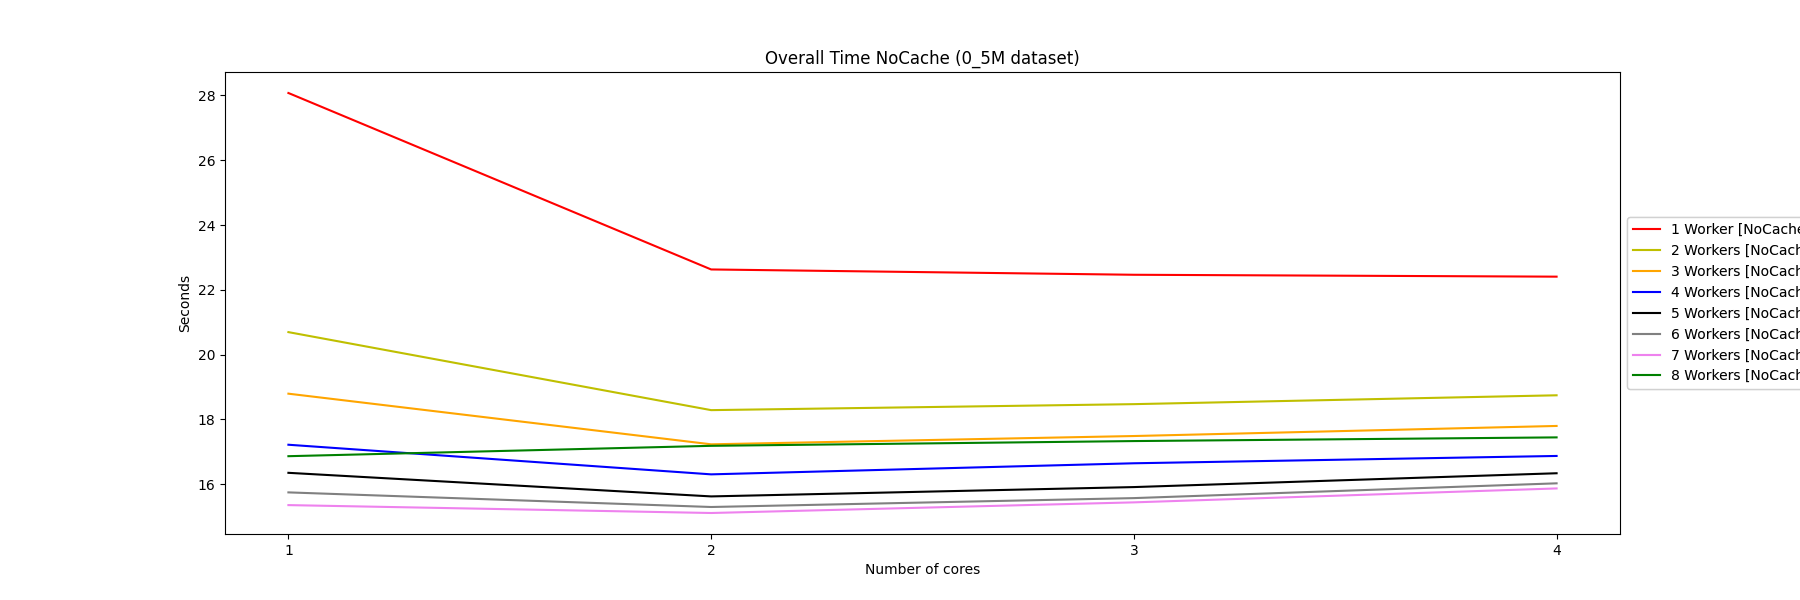 Overall Time NoCache (0_5M dataset)
28
26
24
22
20
18
16
Seconds
1
2
3
4
Number of cores
1 Worker [NoCache
2 Workers [NoCach
3 Workers [NoCach
4 Workers [NoCach
5 Workers [NoCach
6 Workers [NoCach
7 Workers [NoCach
8 Workers [NoCach